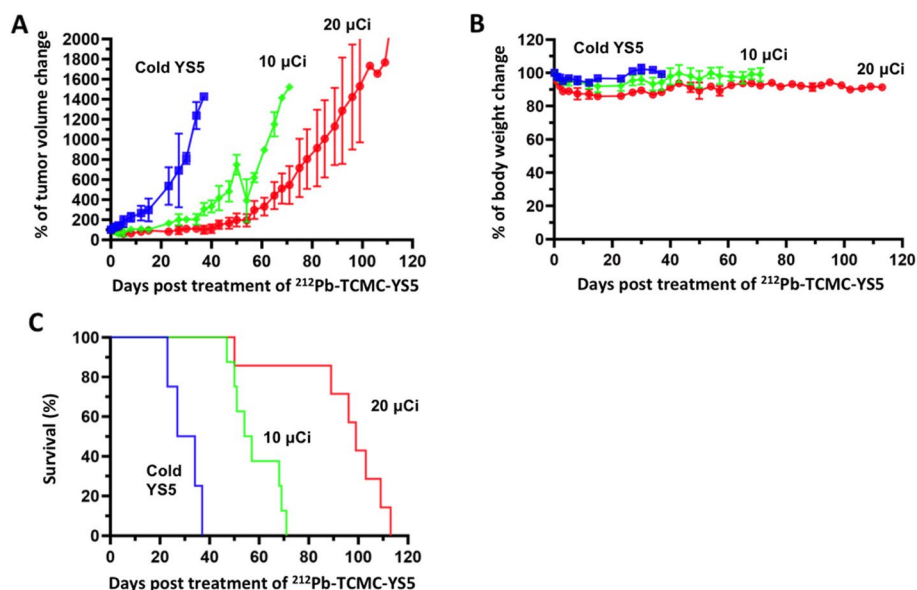 A
20 µCi
Cold YS5
10 µCi
% of tumor volume change
2000
1800
1600
1400
1200
1000
800
600
400
200
0
0 20 40 60 80 100 120
Days post treatment of ²¹²Pb-TCMC-YS5
B
Cold YS5
10 µCi
20 µCi
% of body weight change
120
100
80
60
40
20
0
0 20 40 60 80 100 120
Days post treatment of ²¹²Pb-TCMC-YS5
C
Survival (%)
100
80
60
40
20
0
20 µCi
10 µCi
Cold
YS5
0 20 40 60 80 100 120
Days post treatment of ²¹²Pb-TCMC-YS5